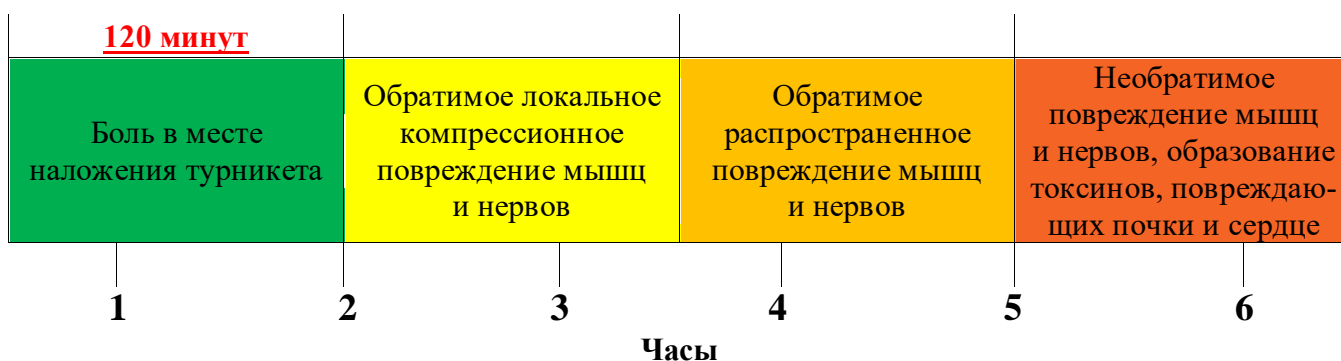 120 минут
Боль в месте
наложения турникета
Обратимое локальное
компрессионное
повреждение мышц
и нервов
Обратимое
распространенное
повреждение мышц
и нервов
Необратимое
повреждение мышц
и нервов, образование
токсинов, повреждаю-
щих почки и сердце
1 2 3 4 5 6
Часы